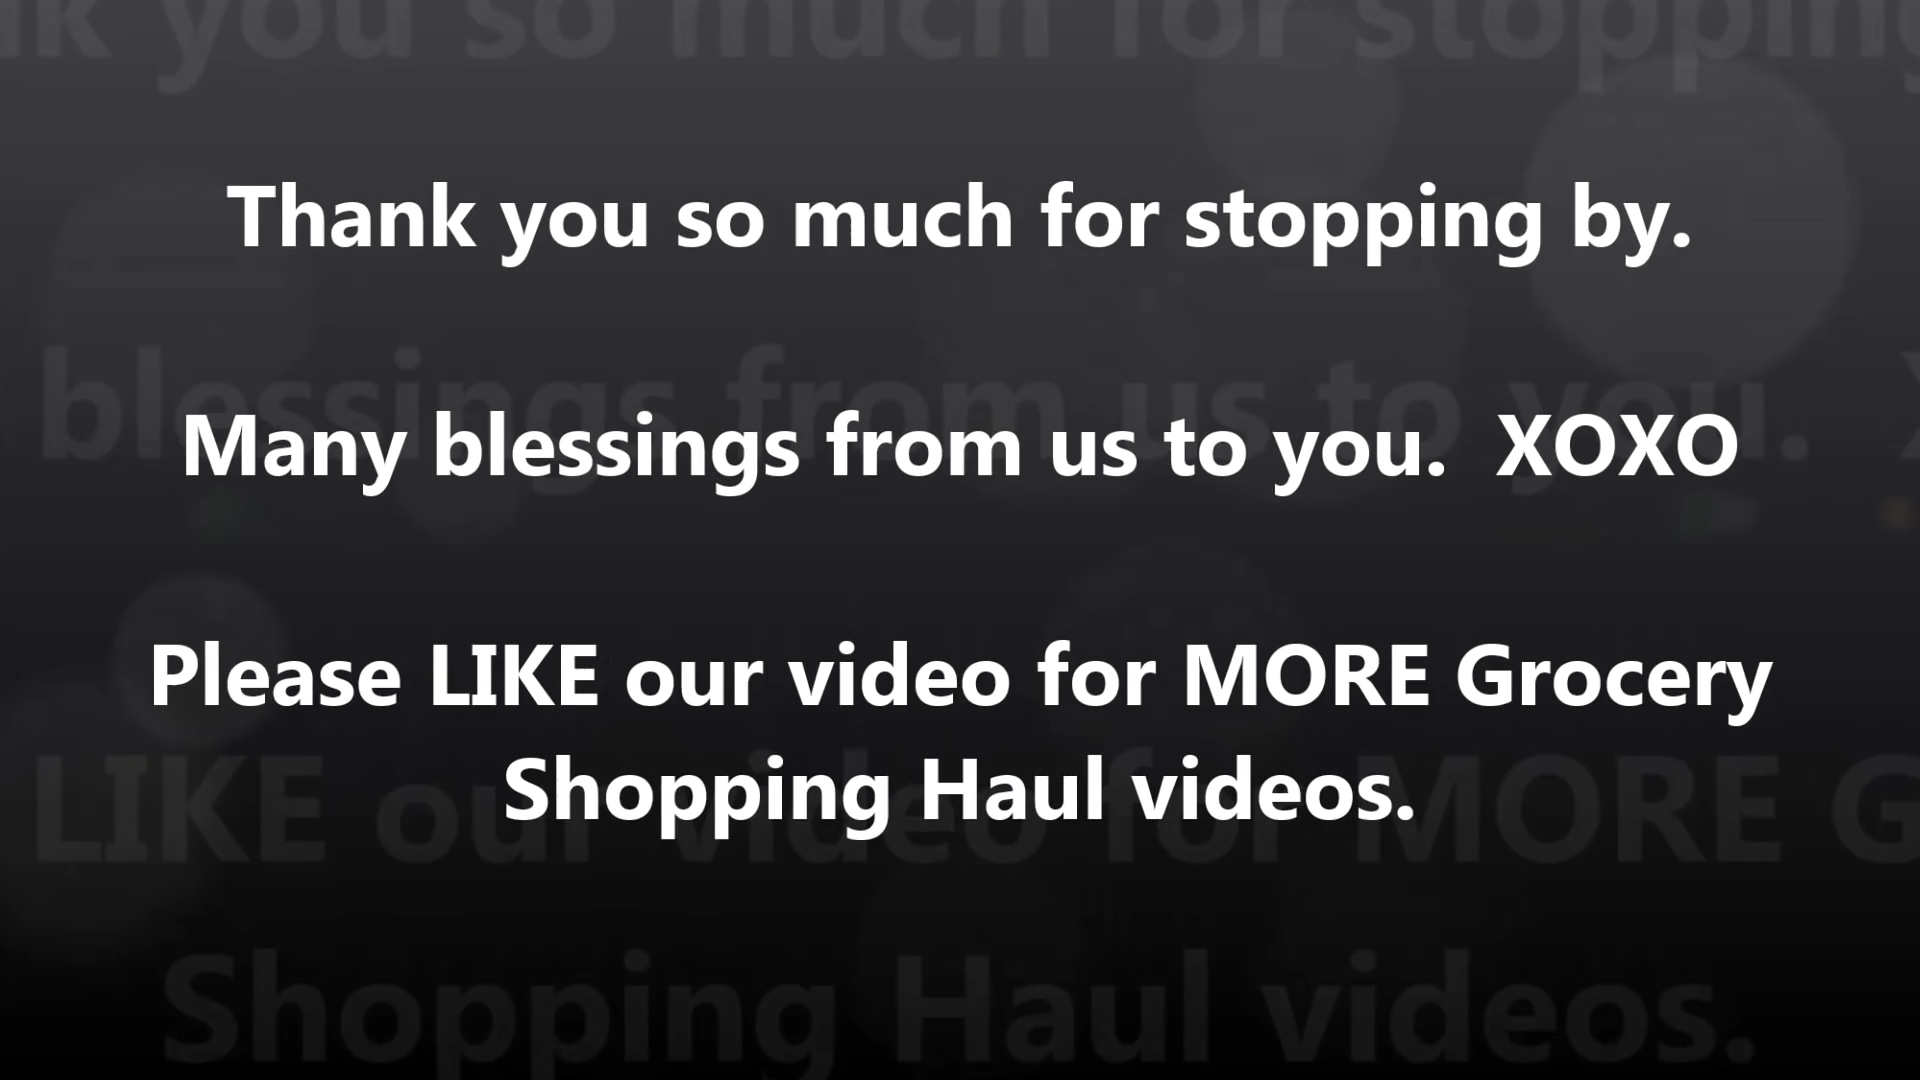 Thank you so much for stopping by.
Many blessings from us to you.  XOXO
Please LIKE our video for MORE Grocery
Shopping Haul videos.